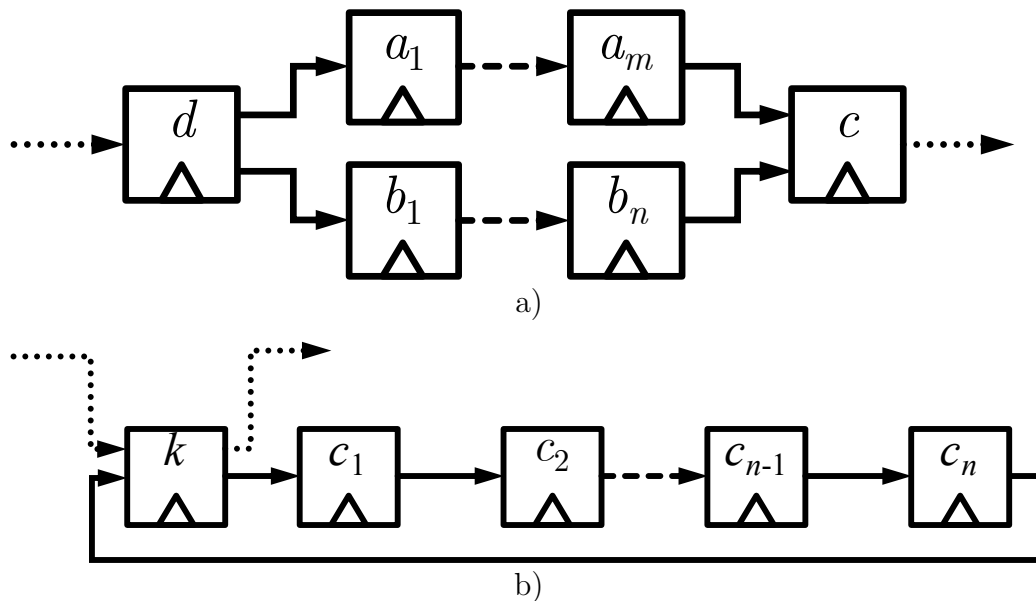 a₁ aₘ
d c
b₁ bₙ
a)
k c₁ c₂ cₙ₋₁ cₙ
b)